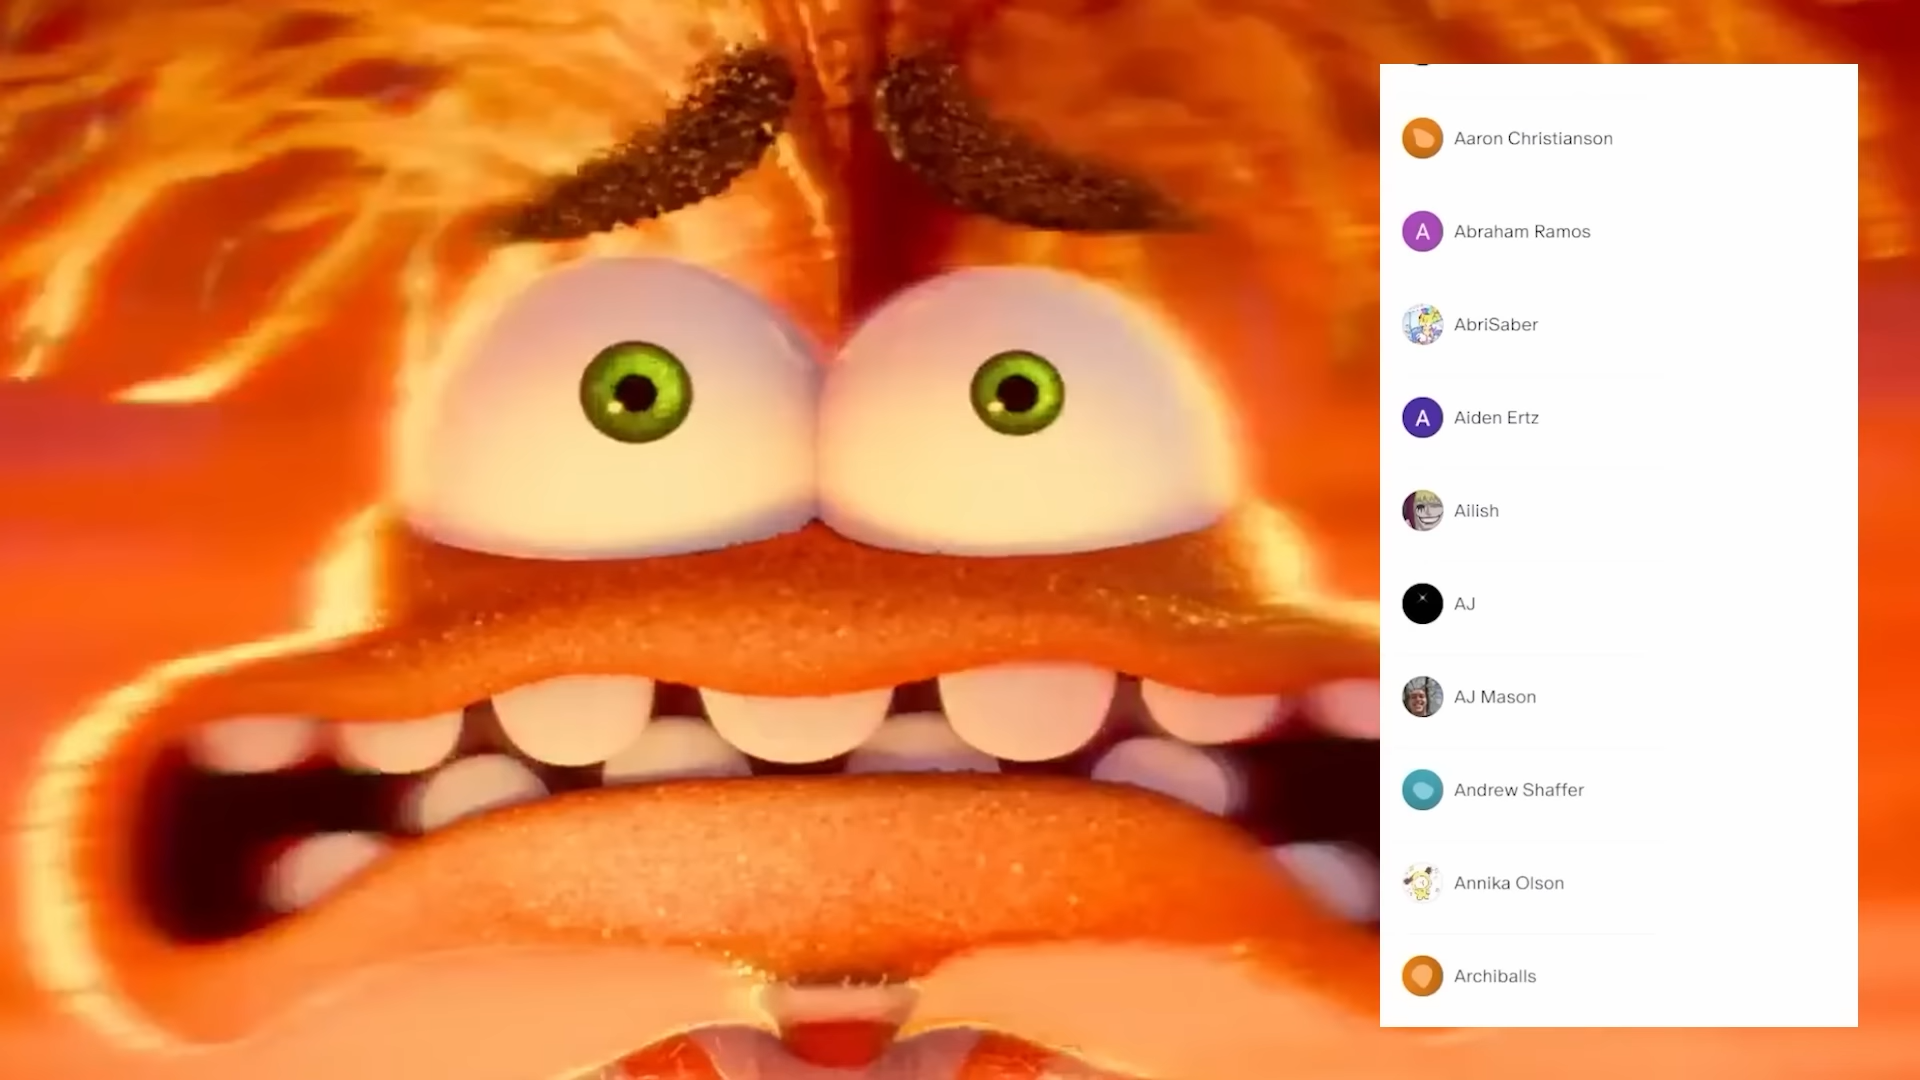 Aaron Christianson
A
Abraham Ramos
AbriSaber
A
Aiden Ertz
Ailish
AJ
AJ Mason
Andrew Shaffer
Annika Olson
Archiballs